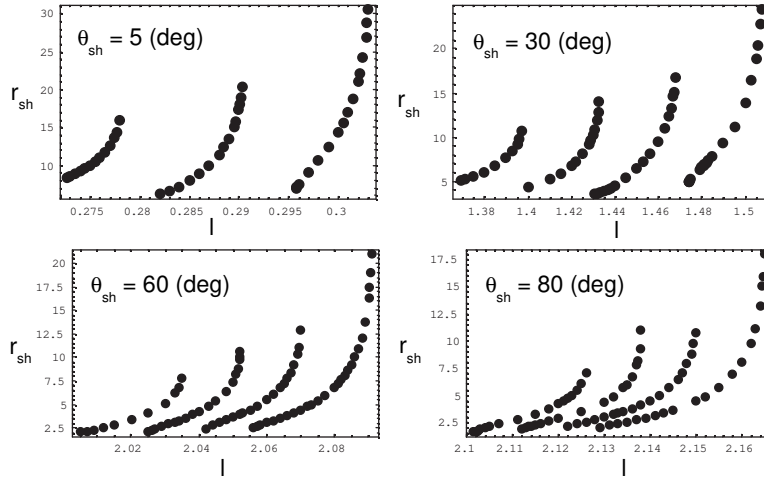 θsh = 5 (deg)
rsh
30
25
20
15
10
0.275 0.28 0.285 0.29 0.295 0.3
l
θsh = 30 (deg)
rsh
20
15
10
5
1.38 1.4 1.42 1.44 1.46 1.48 1.5
l
θsh = 60 (deg)
rsh
20
17.5
15
12.5
10
7.5
5
2.5
2.02 2.04 2.06 2.08
l
θsh = 80 (deg)
rsh
17.5
15
12.5
10
7.5
5
2.5
2.1 2.11 2.12 2.13 2.14 2.15 2.16
l